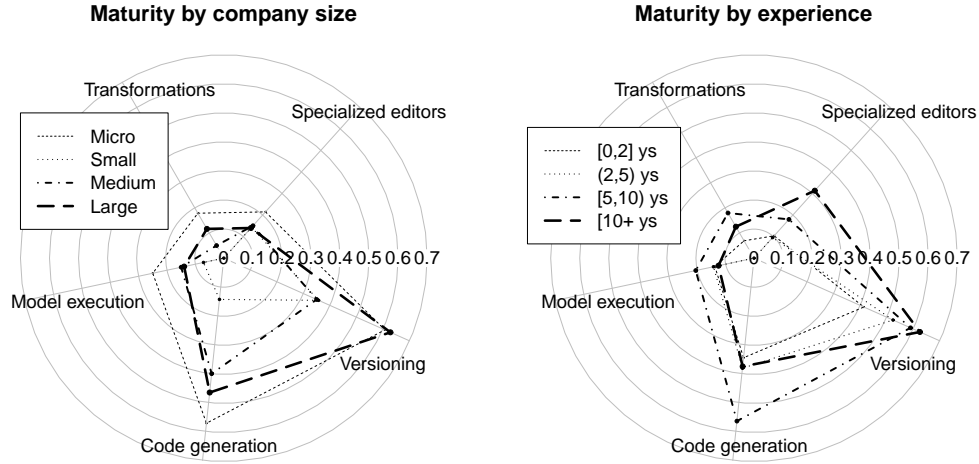 Maturity by company size
Transformations
Specialized editors
Micro
Small
Medium
Large
0 0.1 0.2 0.3 0.4 0.5 0.6 0.7
Model execution
Versioning
Code generation
Maturity by experience
Transformations
Specialized editors
[0,2] ys
(2,5) ys
[5,10) ys
[10+ ys
0 0.1 0.2 0.3 0.4 0.5 0.6 0.7
Model execution
Versioning
Code generation